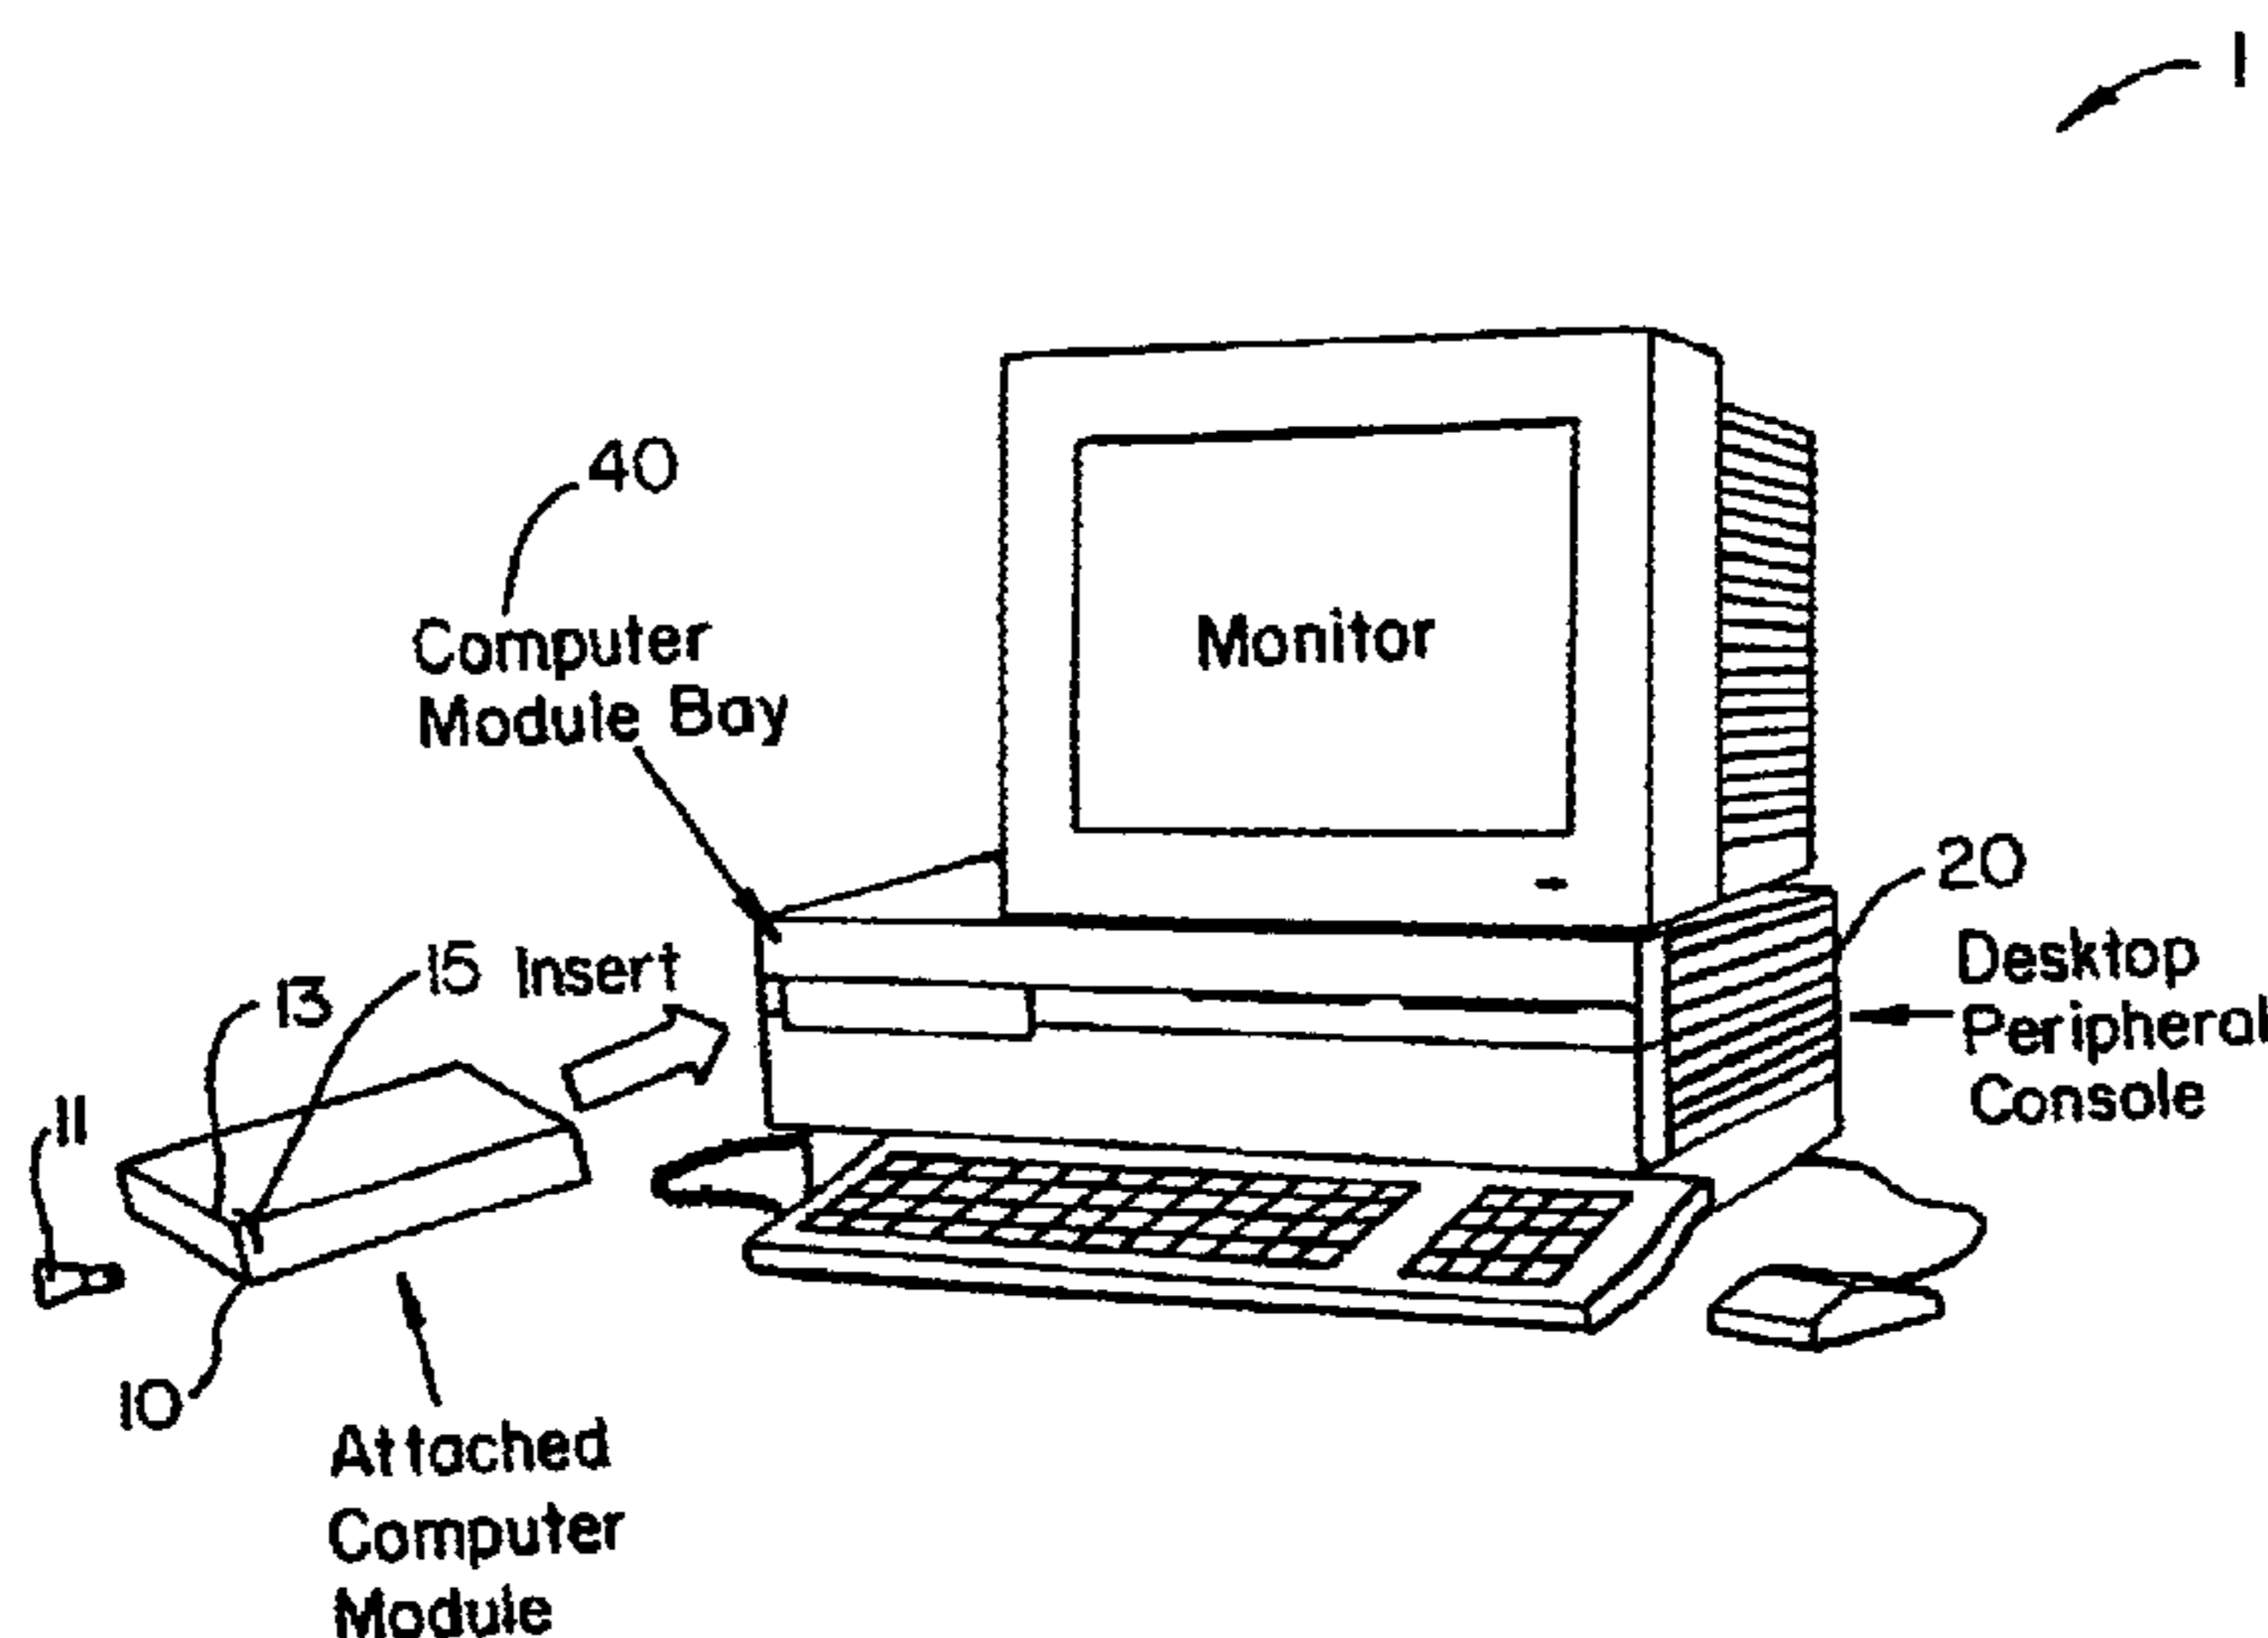 1
40
Computer
Module Bay
Monitor
20
Desktop
Peripheral
Console
15 Insert
13
11
10
Attached
Computer
Module